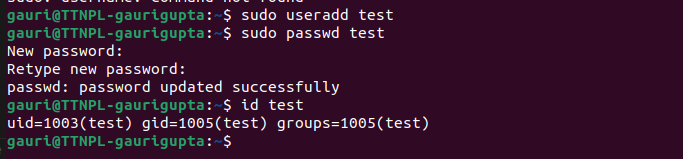 gauri@TTNPL-gaurigupta:~$ sudo useradd test
gauri@TTNPL-gaurigupta:~$ sudo passwd test
New password:
Retype new password:
passwd: password updated successfully
gauri@TTNPL-gaurigupta:~$ id test
uid=1003(test) gid=1005(test) groups=1005(test)
gauri@TTNPL-gaurigupta:~$